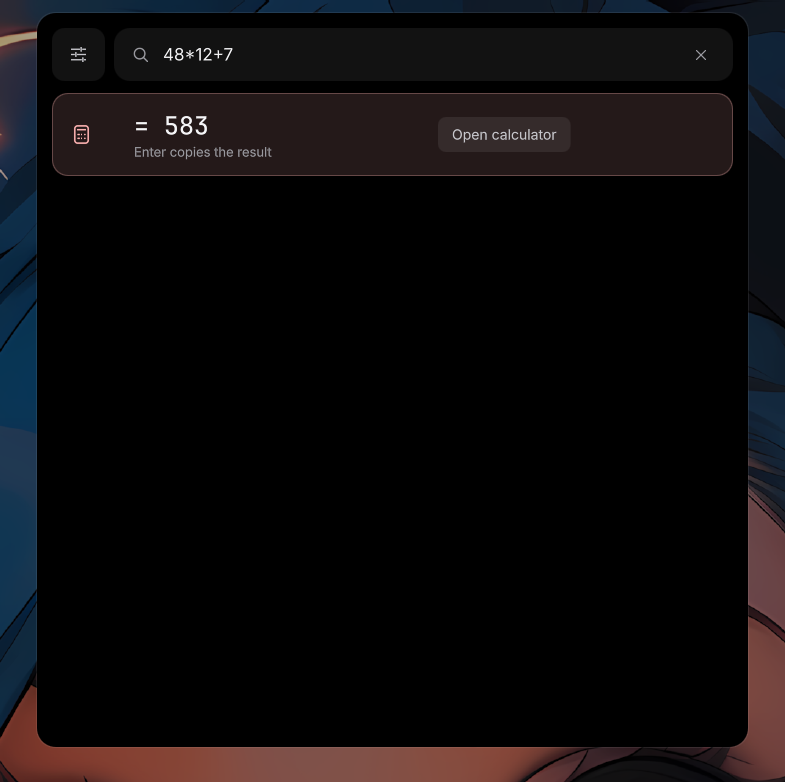 48*12+7
= 583
Enter copies the result
Open calculator